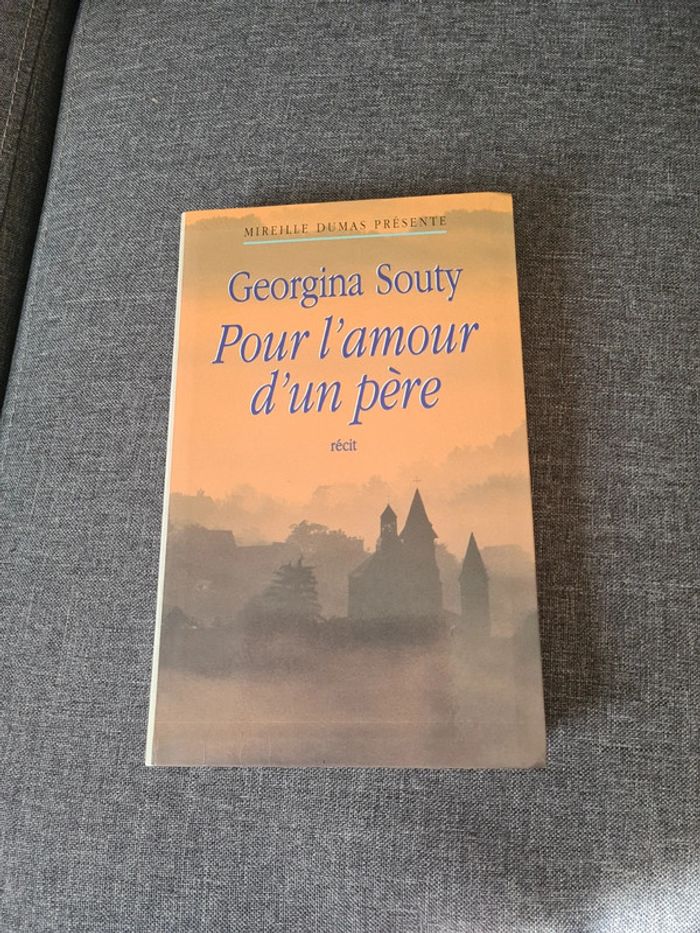 MIREILLE DUMAS PRÉSENTE
Georgina Souty
Pour l'amour
d'un père
récit